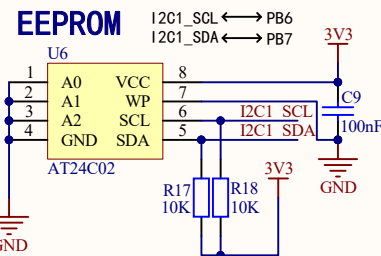 EEPROM
I2C1_SCL PB6
I2C1_SDA PB7
U6
3V3
1 A0 VCC 8
2 A1 WP 7
3 A2 SCL 6
4 GND SDA 5
AT24C02
I2C1_SCL
I2C1_SDA
C9
100nF
GND
3V3
R17
10K
R18
10K
GND